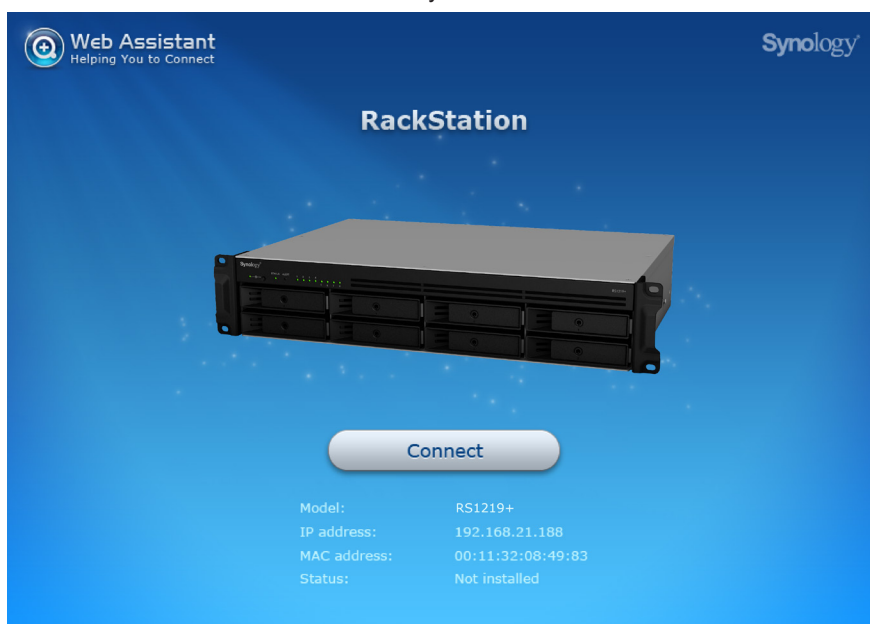 Web Assistant
Helping You to Connect
Synology
RackStation
Synology
Connect
Model: RS1219+
IP address: 192.168.21.188
MAC address: 00:11:32:08:49:83
Status: Not installed